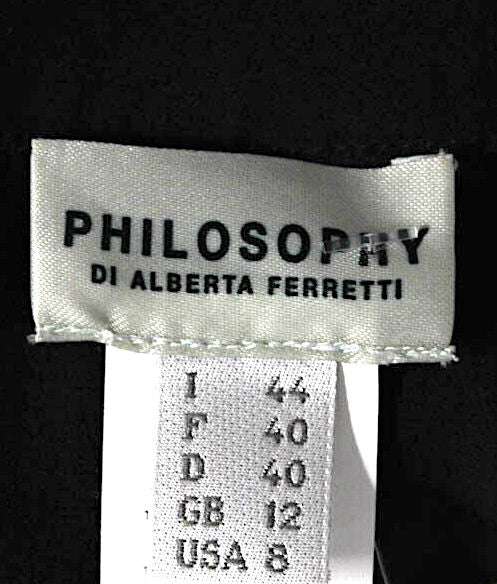 PHILOSOPHY
DI ALBERTA FERRETTI
I 44
F 40
D 40
GB 12
USA 8